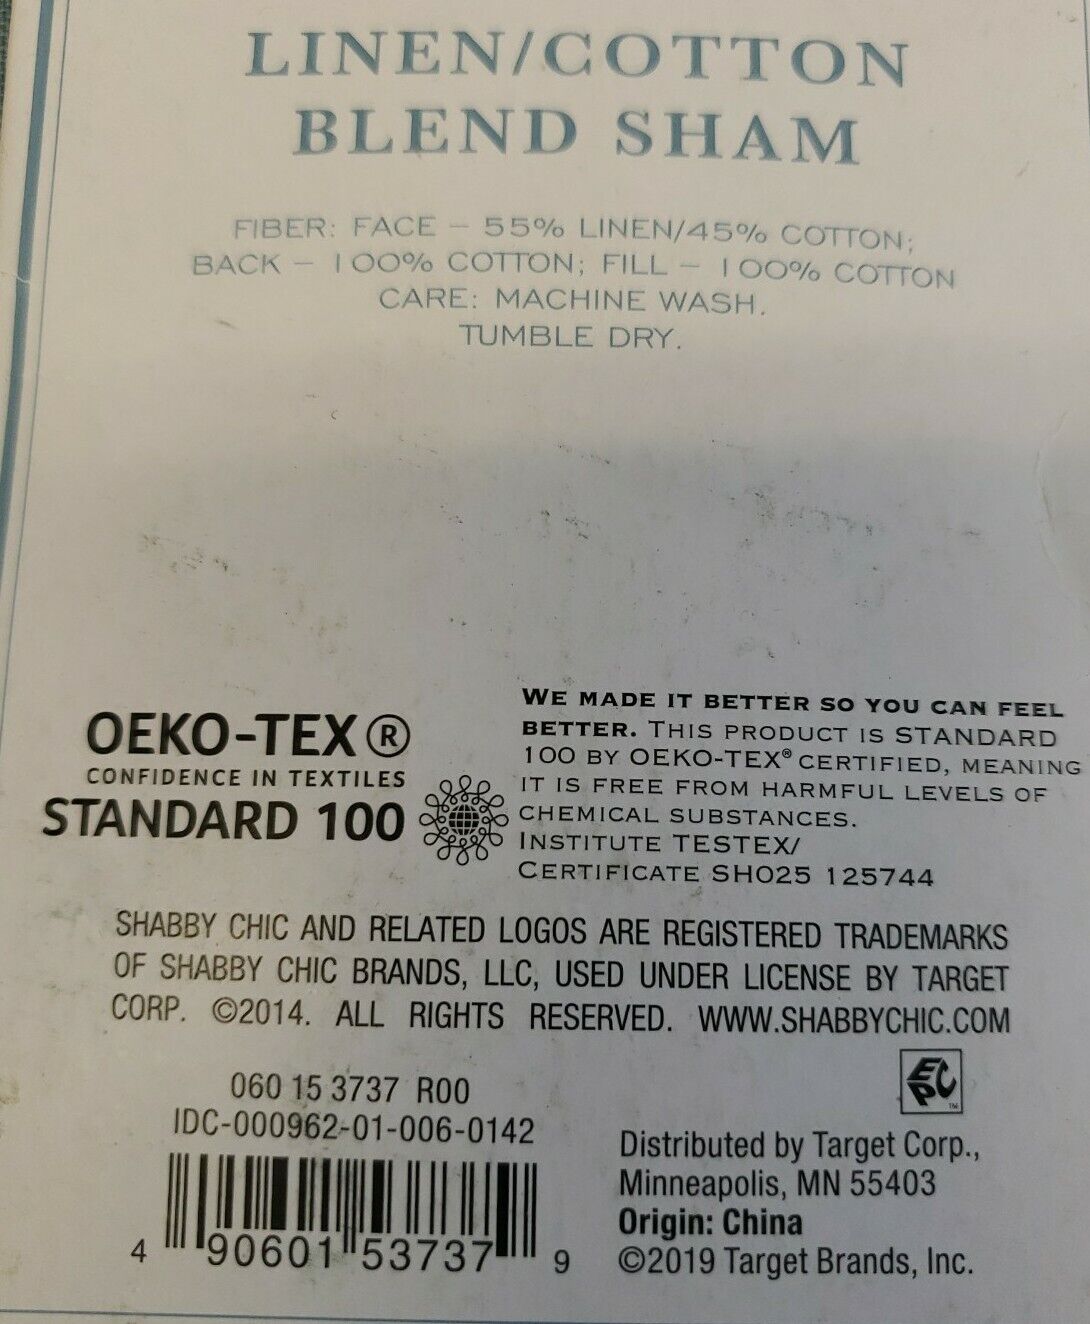 LINEN/COTTON
BLEND SHAM
FIBER: FACE – 55% LINEN/45% COTTON;
BACK – 100% COTTON; FILL – 100% COTTON
CARE: MACHINE WASH.
TUMBLE DRY.
OEKO-TEX®
CONFIDENCE IN TEXTILES
STANDARD 100
WE MADE IT BETTER SO YOU CAN FEEL
BETTER. THIS PRODUCT IS STANDARD
100 BY OEKO-TEX® CERTIFIED, MEANING
IT IS FREE FROM HARMFUL LEVELS OF
CHEMICAL SUBSTANCES.
INSTITUTE TESTEX/
CERTIFICATE SH025 125744
SHABBY CHIC AND RELATED LOGOS ARE REGISTERED TRADEMARKS
OF SHABBY CHIC BRANDS, LLC, USED UNDER LICENSE BY TARGET
CORP. ©2014. ALL RIGHTS RESERVED. WWW.SHABBYCHIC.COM
060 15 3737 R00
IDC-000962-01-006-0142
4 90601 53737 9
EPC™
Distributed by Target Corp.,
Minneapolis, MN 55403
Origin: China
©2019 Target Brands, Inc.